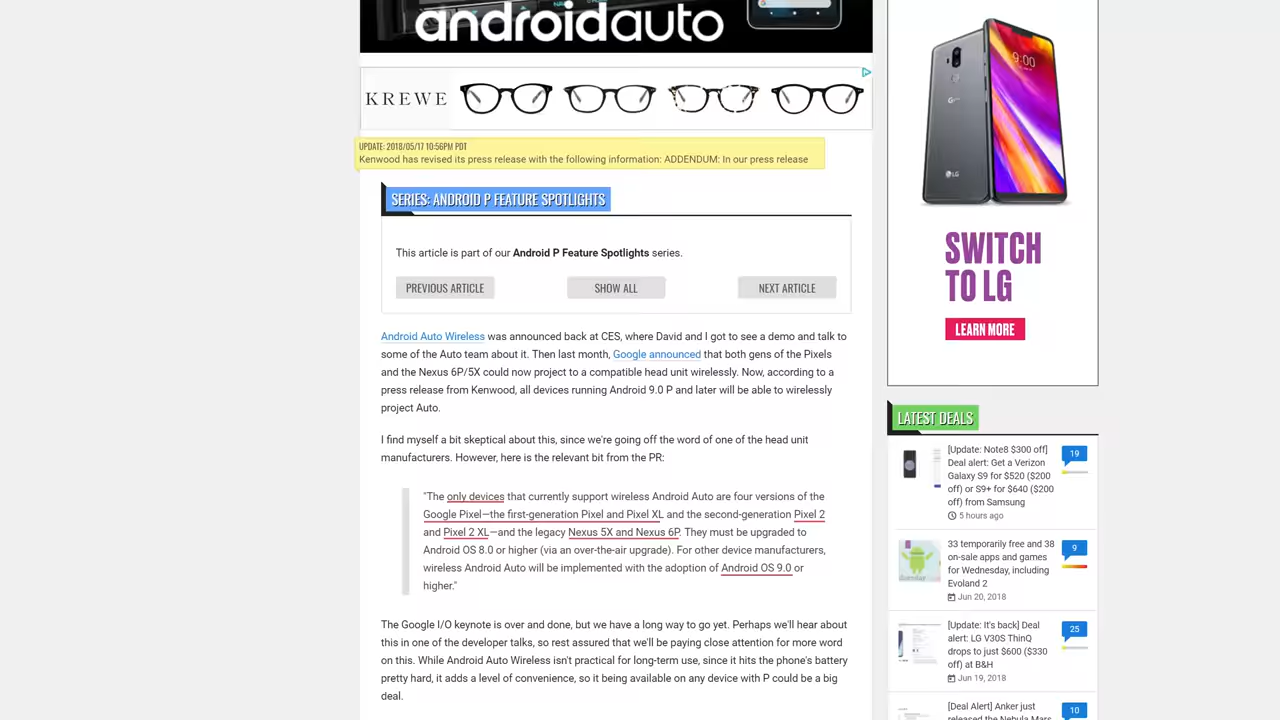 androidauto
KREWE
UPDATE: 2018/05/17 10:56PM PDT
Kenwood has revised its press release with the following information: ADDENDUM: In our press release
SERIES: ANDROID P FEATURE SPOTLIGHTS
This article is part of our Android P Feature Spotlights series.
PREVIOUS ARTICLE
SHOW ALL
NEXT ARTICLE
Android Auto Wireless was announced back at CES, where David and I got to see a demo and talk to
some of the Auto team about it. Then last month, Google announced that both gens of the Pixels
and the Nexus 6P/5X could now project to a compatible head unit wirelessly. Now, according to a
press release from Kenwood, all devices running Android 9.0 P and later will be able to wirelessly
project Auto.
I find myself a bit skeptical about this, since we're going off the word of one of the head unit
manufacturers. However, here is the relevant bit from the PR:
"The only devices that currently support wireless Android Auto are four versions of the
Google Pixel—the first-generation Pixel and Pixel XL and the second-generation Pixel 2
and Pixel 2 XL—and the legacy Nexus 5X and Nexus 6P. They must be upgraded to
Android OS 8.0 or higher (via an over-the-air upgrade). For other device manufacturers,
wireless Android Auto will be implemented with the adoption of Android OS 9.0 or
higher."
The Google I/O keynote is over and done, but we have a long way to go yet. Perhaps we'll hear about
this in one of the developer talks, so rest assured that we'll be paying close attention for more word
on this. While Android Auto Wireless isn't practical for long-term use, since it hits the phone's battery
pretty hard, it adds a level of convenience, so it being available on any device with P could be a big
deal.
9:00
LG
SWITCH
TO LG
LEARN MORE
LATEST DEALS
[Update: Note8 $300 off]
Deal alert: Get a Verizon
Galaxy S9 for $520 ($200
off) or S9+ for $640 ($200
off) from Samsung
5 hours ago
19
33 temporarily free and 38
on-sale apps and games
for Wednesday, including
Evoland 2
Jun 20, 2018
9
[Update: It's back] Deal
alert: LG V30S ThinQ
drops to just $600 ($330
off) at B&H
Jun 19, 2018
25
[Deal Alert] Anker just
released the Nebula Mars
10